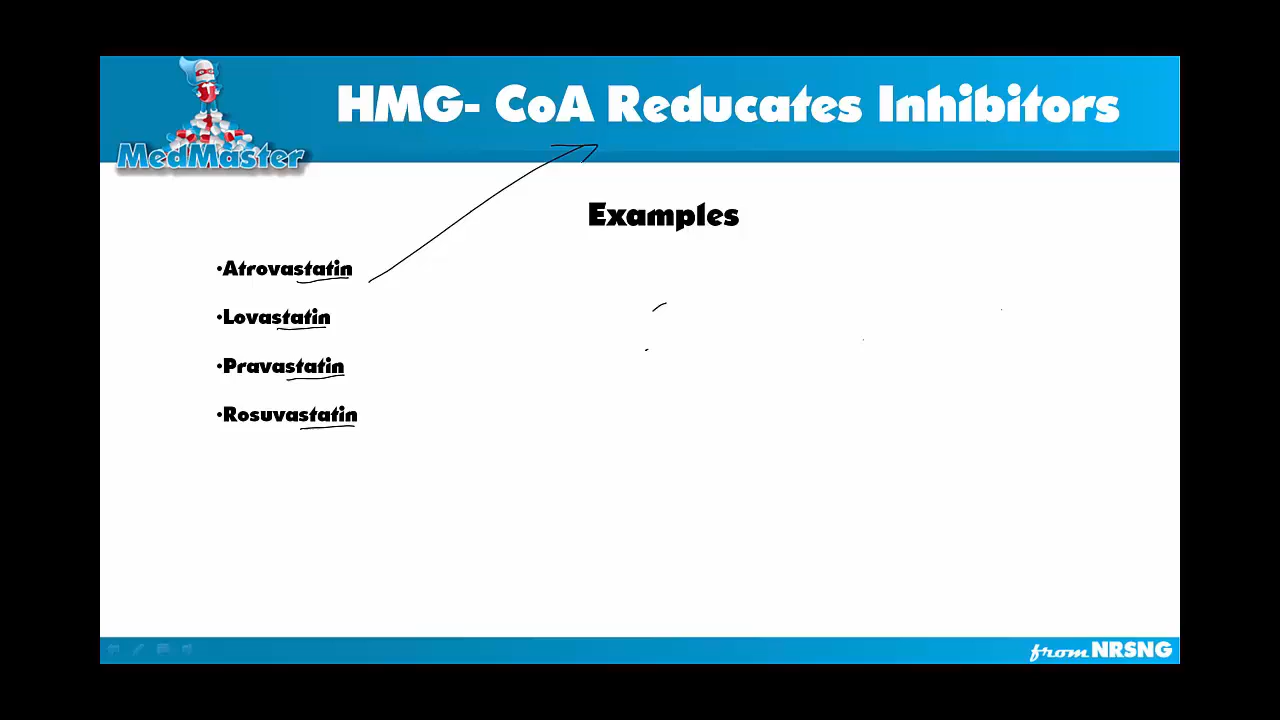 HMG- CoA Reducates Inhibitors
MedMaster
Examples
•Atrovastatin
•Lovastatin
•Pravastatin
•Rosuvastatin
from NRSNG